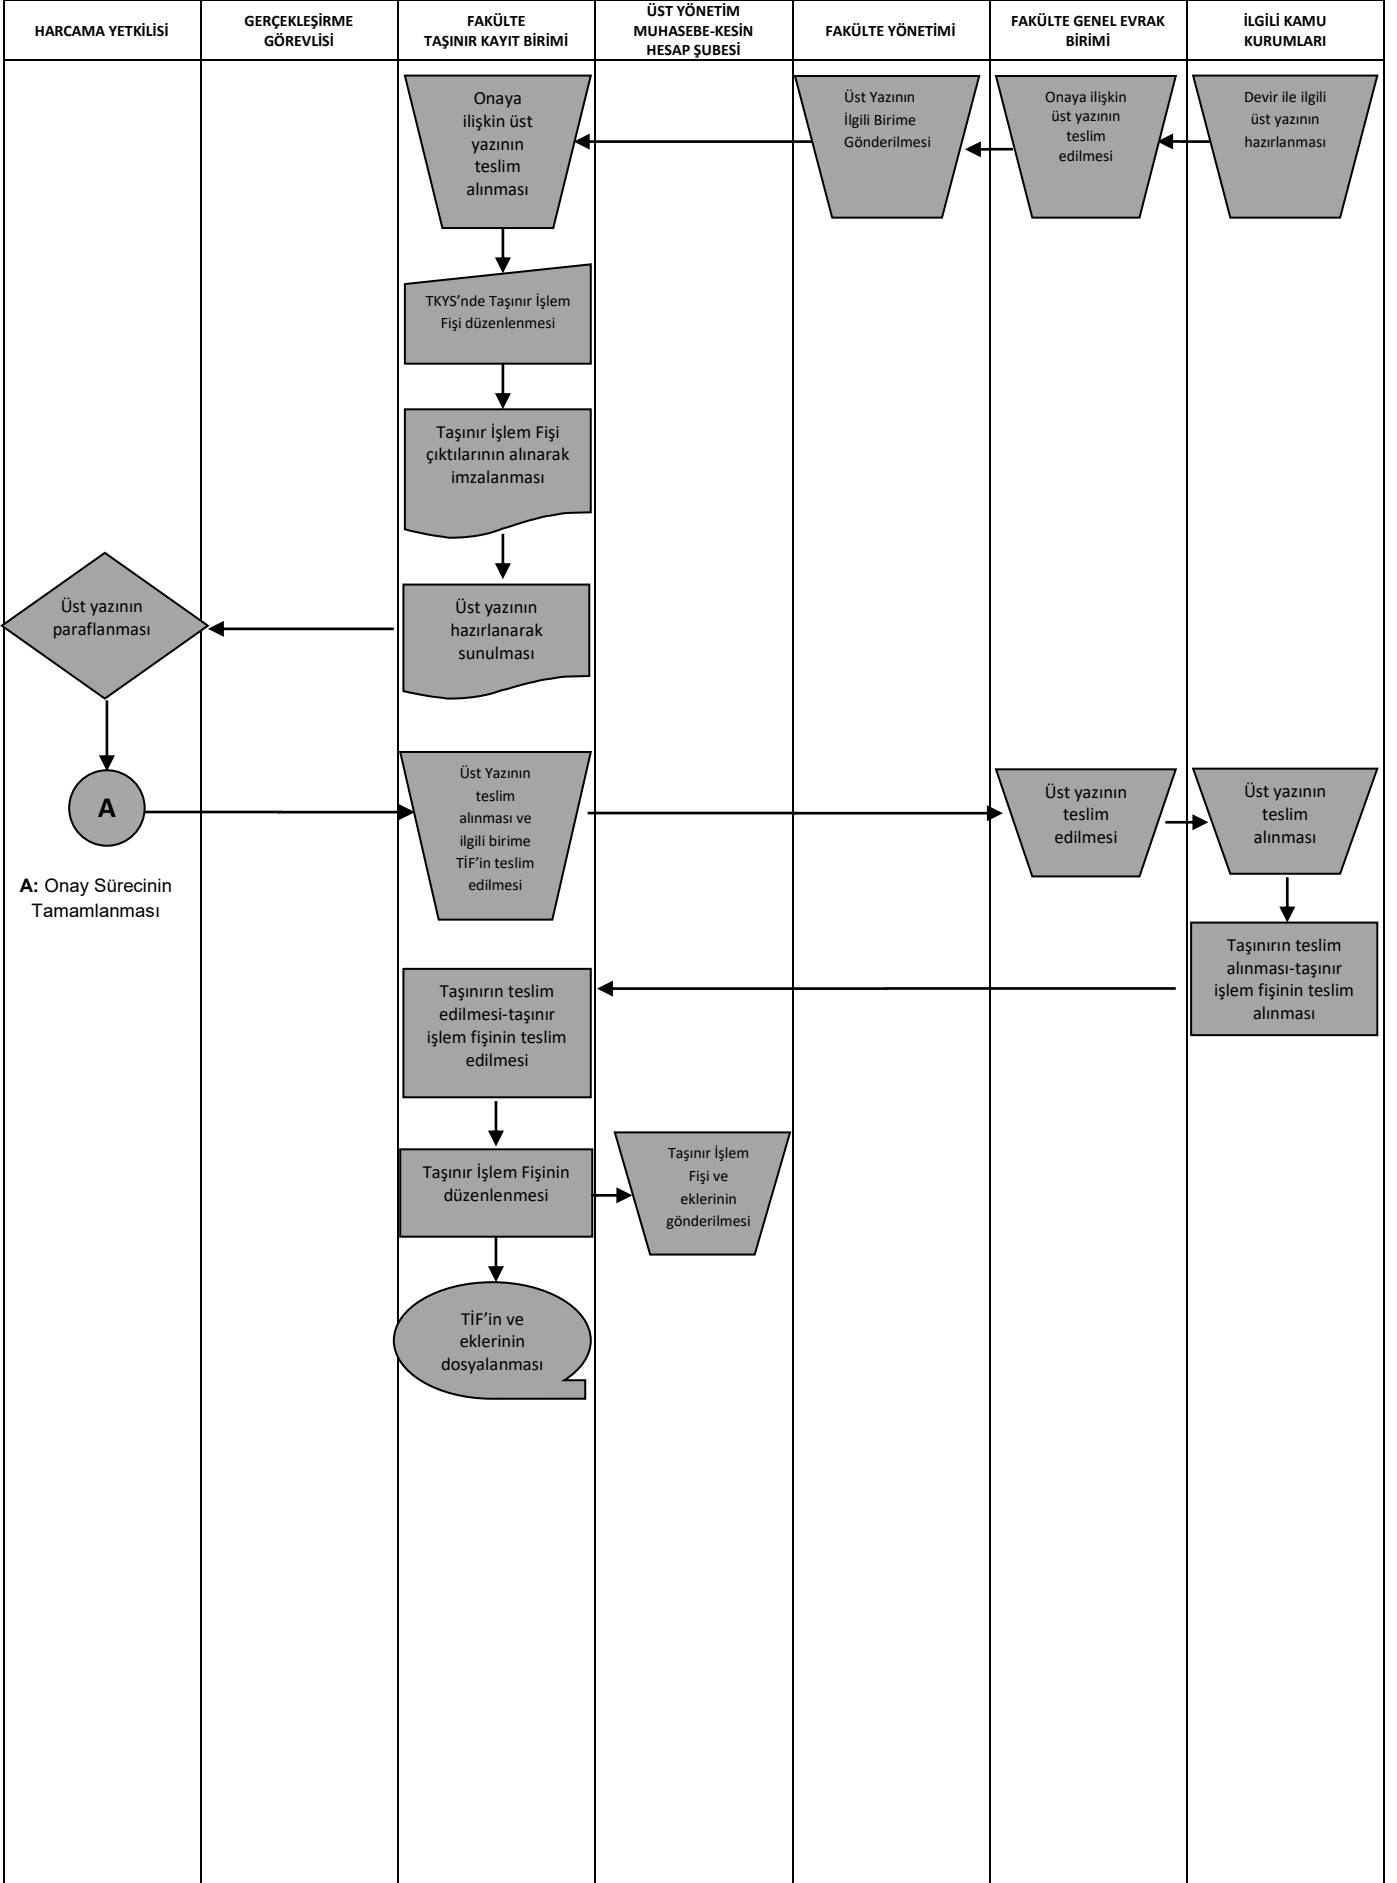 HARCAMA YETKİLİSİ
GERÇEKLEŞİRME
GÖREVLİSİ
FAKÜLTE
TAŞINIR KAYIT BİRİMİ
ÜST YÖNETİM
MUHASEBE-KESİN
HESAP ŞUBESİ
FAKÜLTE YÖNETİMİ
FAKÜLTE GENEL EVRAK
BİRİMİ
İLGİLİ KAMU
KURUMLARI
Onaya
ilişkin üst
yazının
teslim
alınması
Üst Yazının
İlgili Birime
Gönderilmesi
Onaya ilişkin
üst yazının
teslim
edilmesi
Devir ile ilgili
üst yazının
hazırlanması
TKYS’nde Taşınır İşlem
Fişi düzenlenmesi
Taşınır İşlem Fişi
çıktılarının alınarak
imzalanması
Üst yazının
paraflanması
Üst yazının
hazırlanarak
sunulması
A
A: Onay Sürecinin
Tamamlanması
Üst Yazının
teslim
alınması ve
ilgili birime
TİF’in teslim
edilmesi
Üst yazının
teslim
edilmesi
Üst yazının
teslim
alınması
Taşınırın teslim
alınması-taşınır
işlem fişinin teslim
alınması
Taşınırın teslim
edilmesi-taşınır
işlem fişinin teslim
edilmesi
Taşınır İşlem Fişinin
düzenlenmesi
Taşınır İşlem
Fişi ve
eklerinin
gönderilmesi
TİF’in ve
eklerinin
dosyalanması